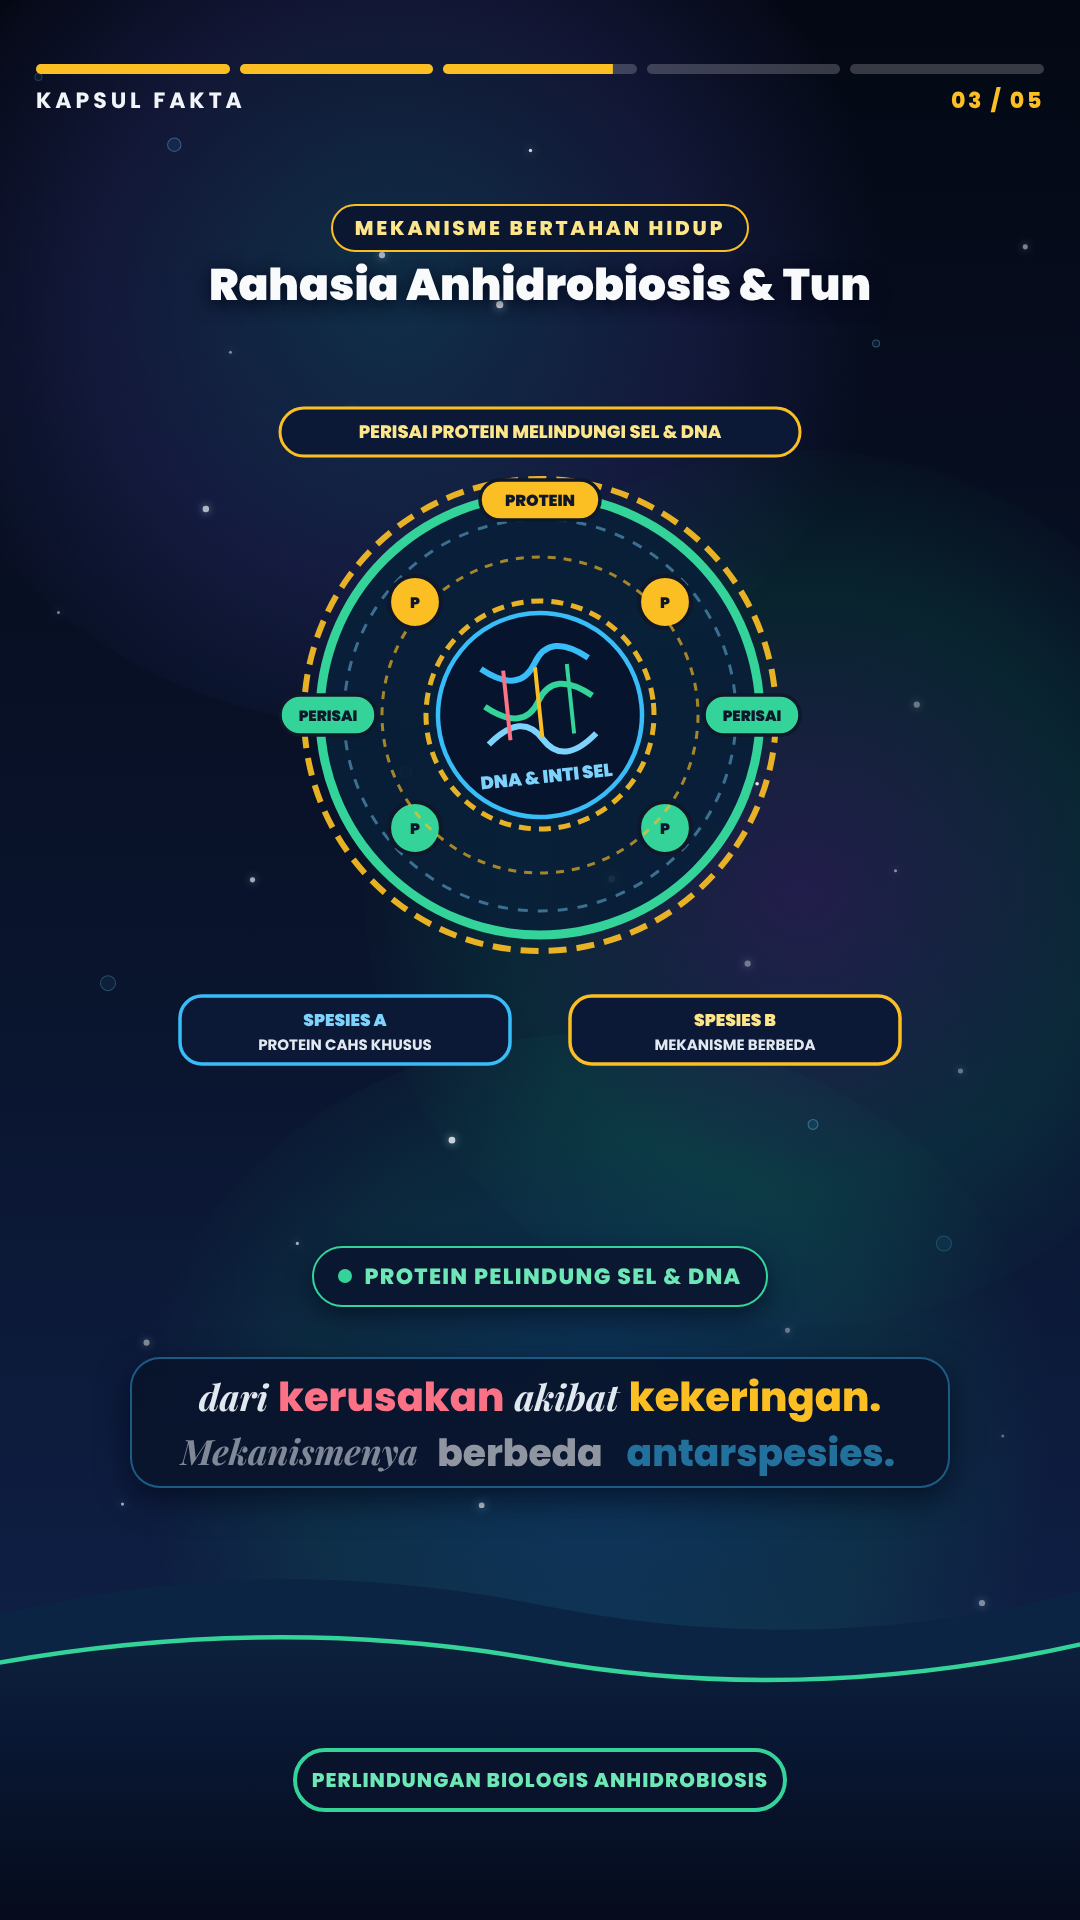 KAPSUL FAKTA
03 / 05
MEKANISME BERTAHAN HIDUP
Rahasia Anhidrobiosis & Tun
PERISAI PROTEIN MELINDUNGI SEL & DNA
PROTEIN
P
P
PERISAI
PERISAI
DNA & INTI SEL
P
P
SPESIES A
PROTEIN CAHS KHUSUS
SPESIES B
MEKANISME BERBEDA
PROTEIN PELINDUNG SEL & DNA
dari kerusakan akibat kekeringan.
Mekanismenya berbeda antarspesies.
PERLINDUNGAN BIOLOGIS ANHIDROBIOSIS